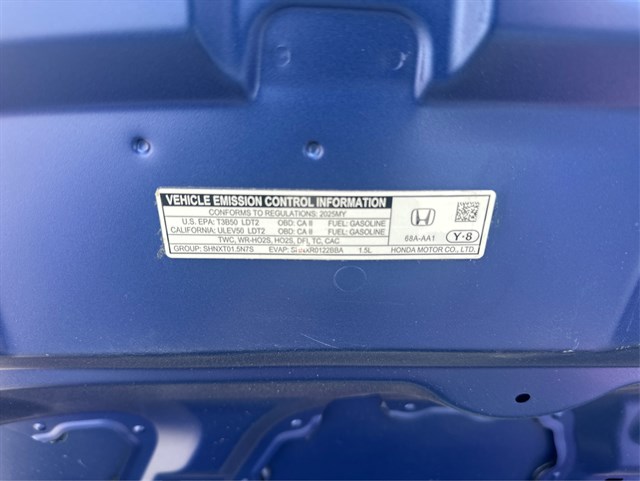 VEHICLE EMISSION CONTROL INFORMATION
CONFORMS TO REGULATIONS: 2025MY
U.S. EPA: T3B50 LDT2 OBD: CA II FUEL: GASOLINE
CALIFORNIA: ULEV50 LDT2 OBD: CA II FUEL: GASOLINE
TWC, WR-HO2S, HO2S, DFI, TC, CAC
GROUP: SHNXT01.5N7S EVAP: 1.5L
68A-AA1 Y-8
HONDA MOTOR CO., LTD.